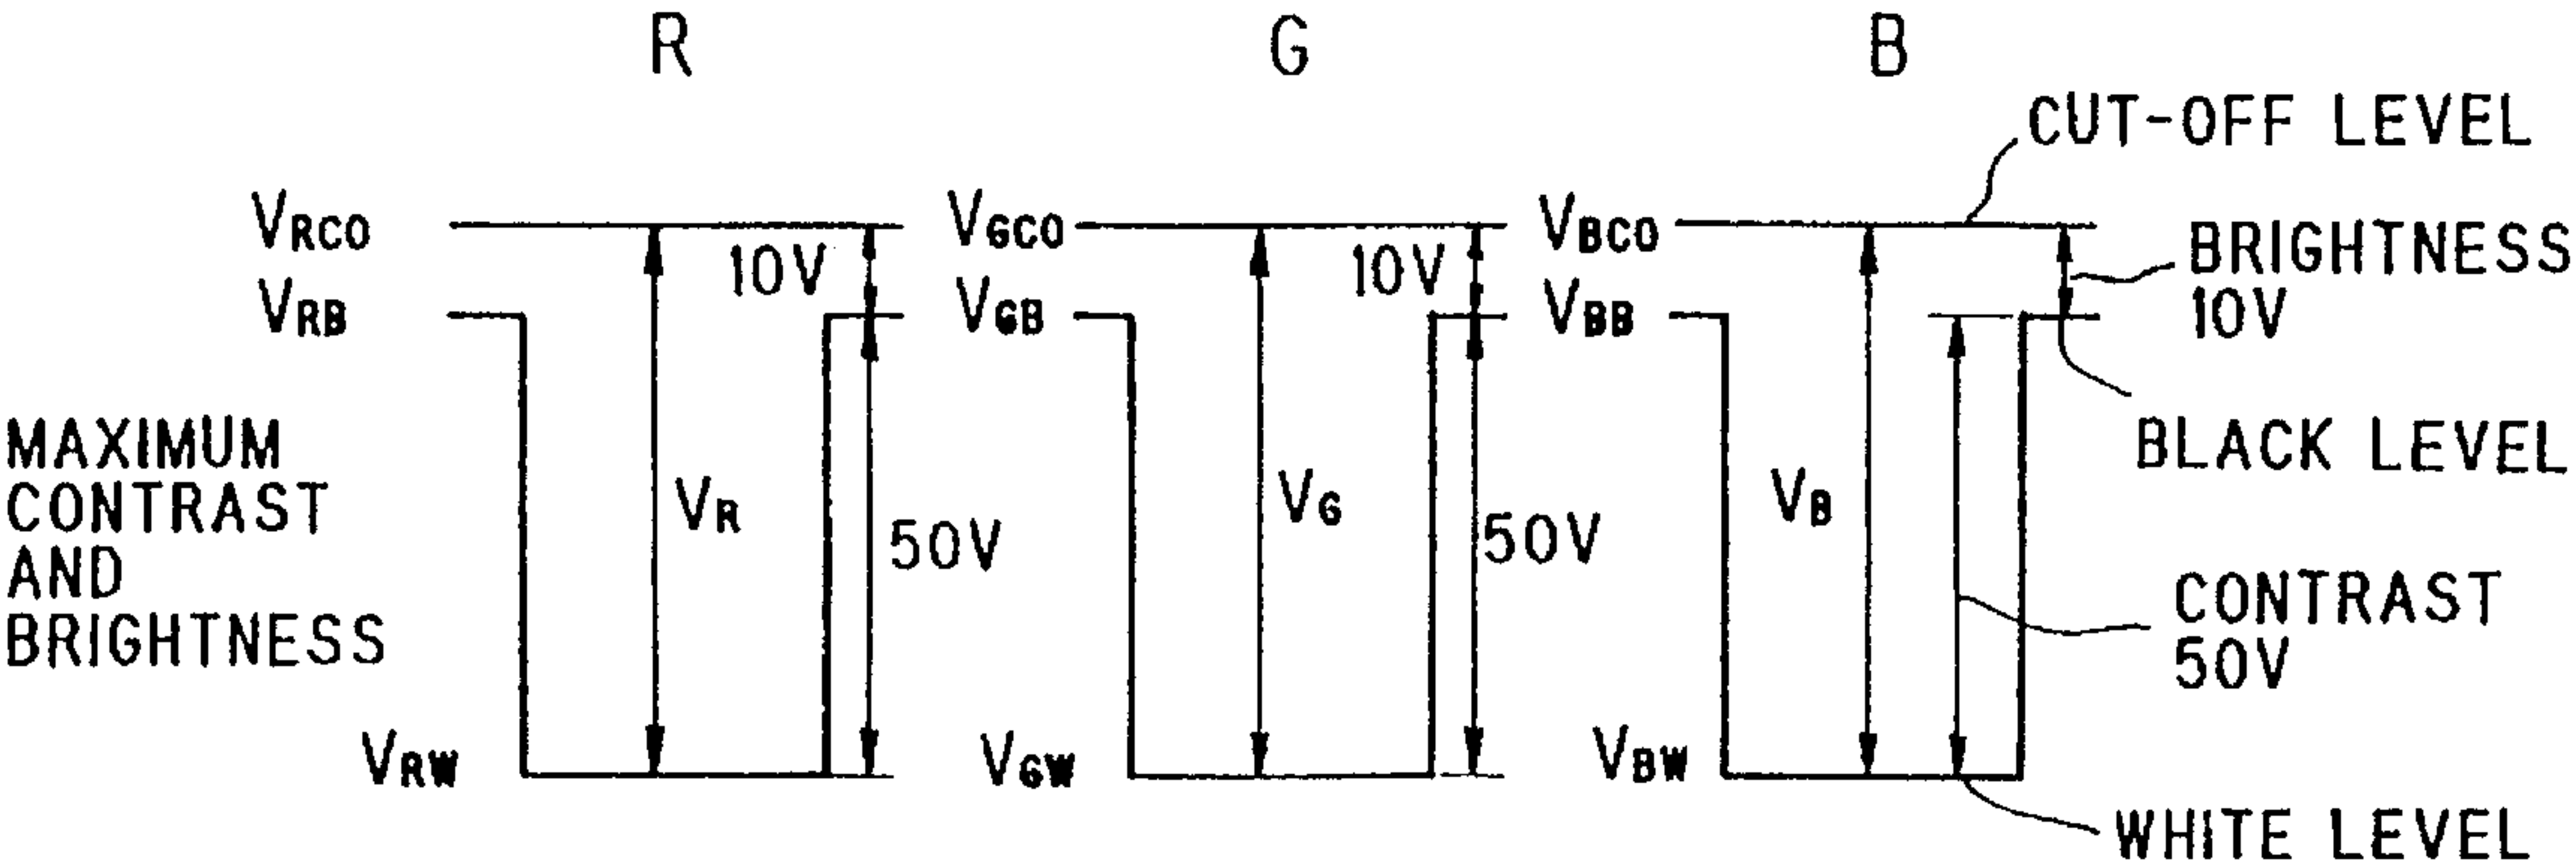 R G B
CUT-OFF LEVEL
VRCO VGCO VBCO
10V 10V BRIGHTNESS
10V
VRB VGB VBB
BLACK LEVEL
MAXIMUM
CONTRAST
AND
BRIGHTNESS
VR VG VB
50V 50V
CONTRAST
50V
VRW VGW VBW
WHITE LEVEL